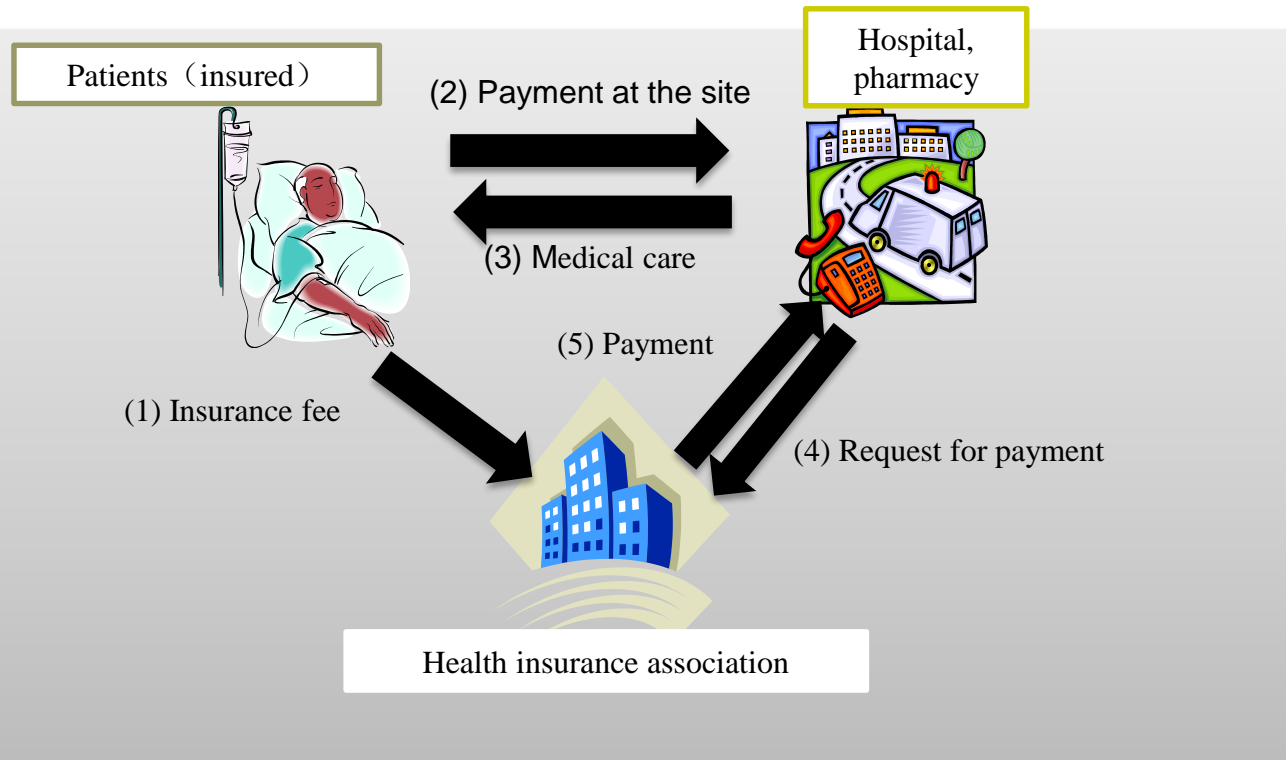 Patients（insured）
Hospital,
pharmacy
(2) Payment at the site
(3) Medical care
(5) Payment
(1) Insurance fee
(4) Request for payment
Health insurance association